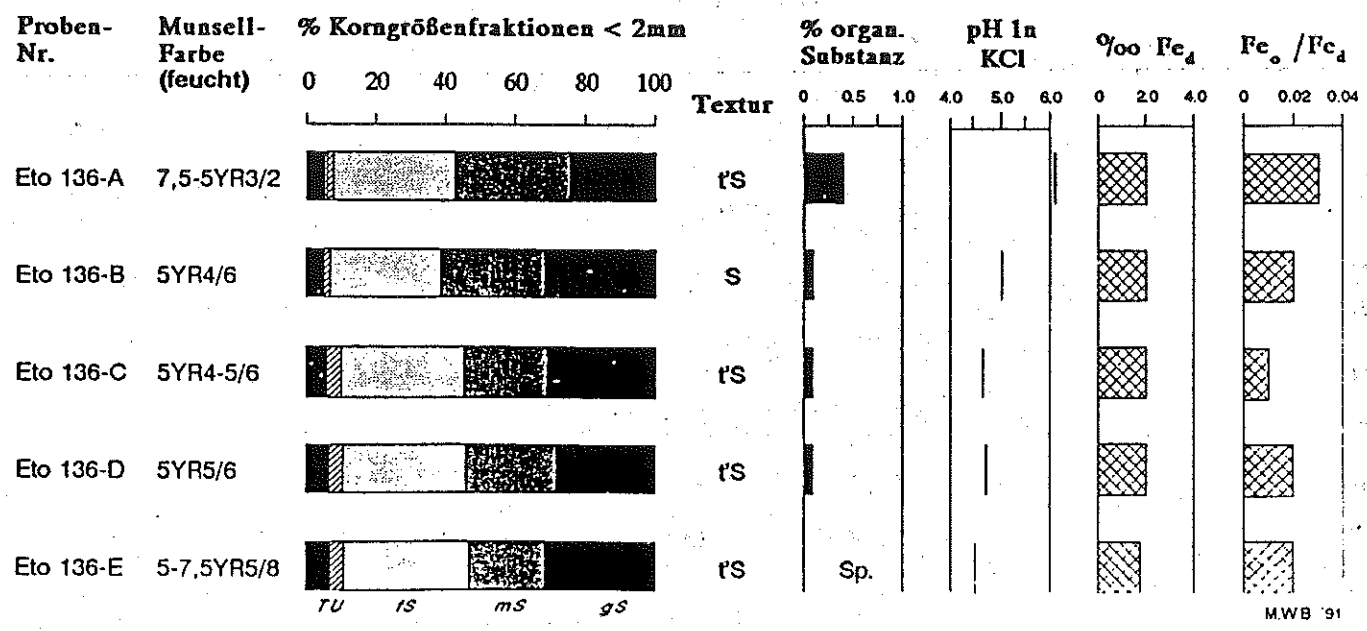 Proben-Nr. Munsell-Farbe (feucht) % Korngrößenfraktionen < 2mm Textur % organ. Substanz pH 1n KCl ‰ Fed Feo /Fed
0 20 40 60 80 100 0 0.5 1.0 4.0 5.0 6.0 0 2.0 4.0 0 0.02 0.04
Eto 136-A 7,5-5YR3/2 t'S
Eto 136-B 5YR4/6 S
Eto 136-C 5YR4-5/6 t'S
Eto 136-D 5YR5/6 t'S
Eto 136-E 5-7,5YR5/8 t'S Sp.
T U fS mS gS
M.W.B '91